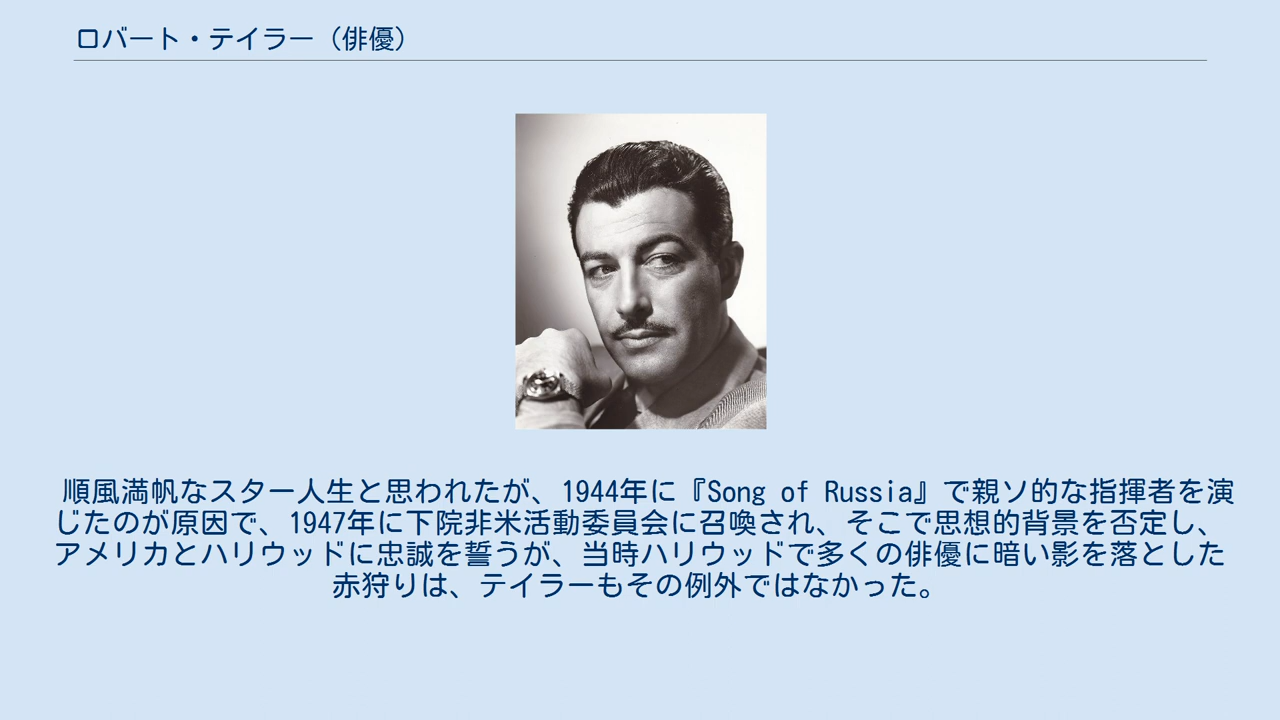 ロバート・テイラー（俳優）
順風満帆なスター人生と思われたが、1944年に『Song of Russia』で親ソ的な指揮者を演
じたのが原因で、1947年に下院非米活動委員会に召喚され、そこで思想的背景を否定し、
アメリカとハリウッドに忠誠を誓うが、当時ハリウッドで多くの俳優に暗い影を落とした
赤狩りは、テイラーもその例外ではなかった。